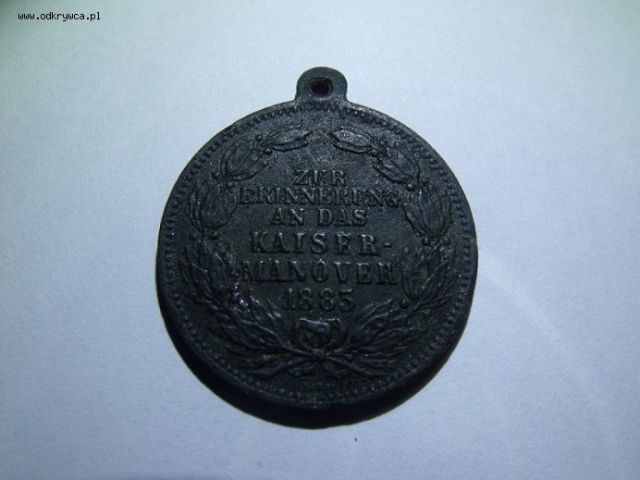 www.odkrywca.pl
ZUR
ERINNERUNG
AN DAS
KAISER-
MANÖVER
1883